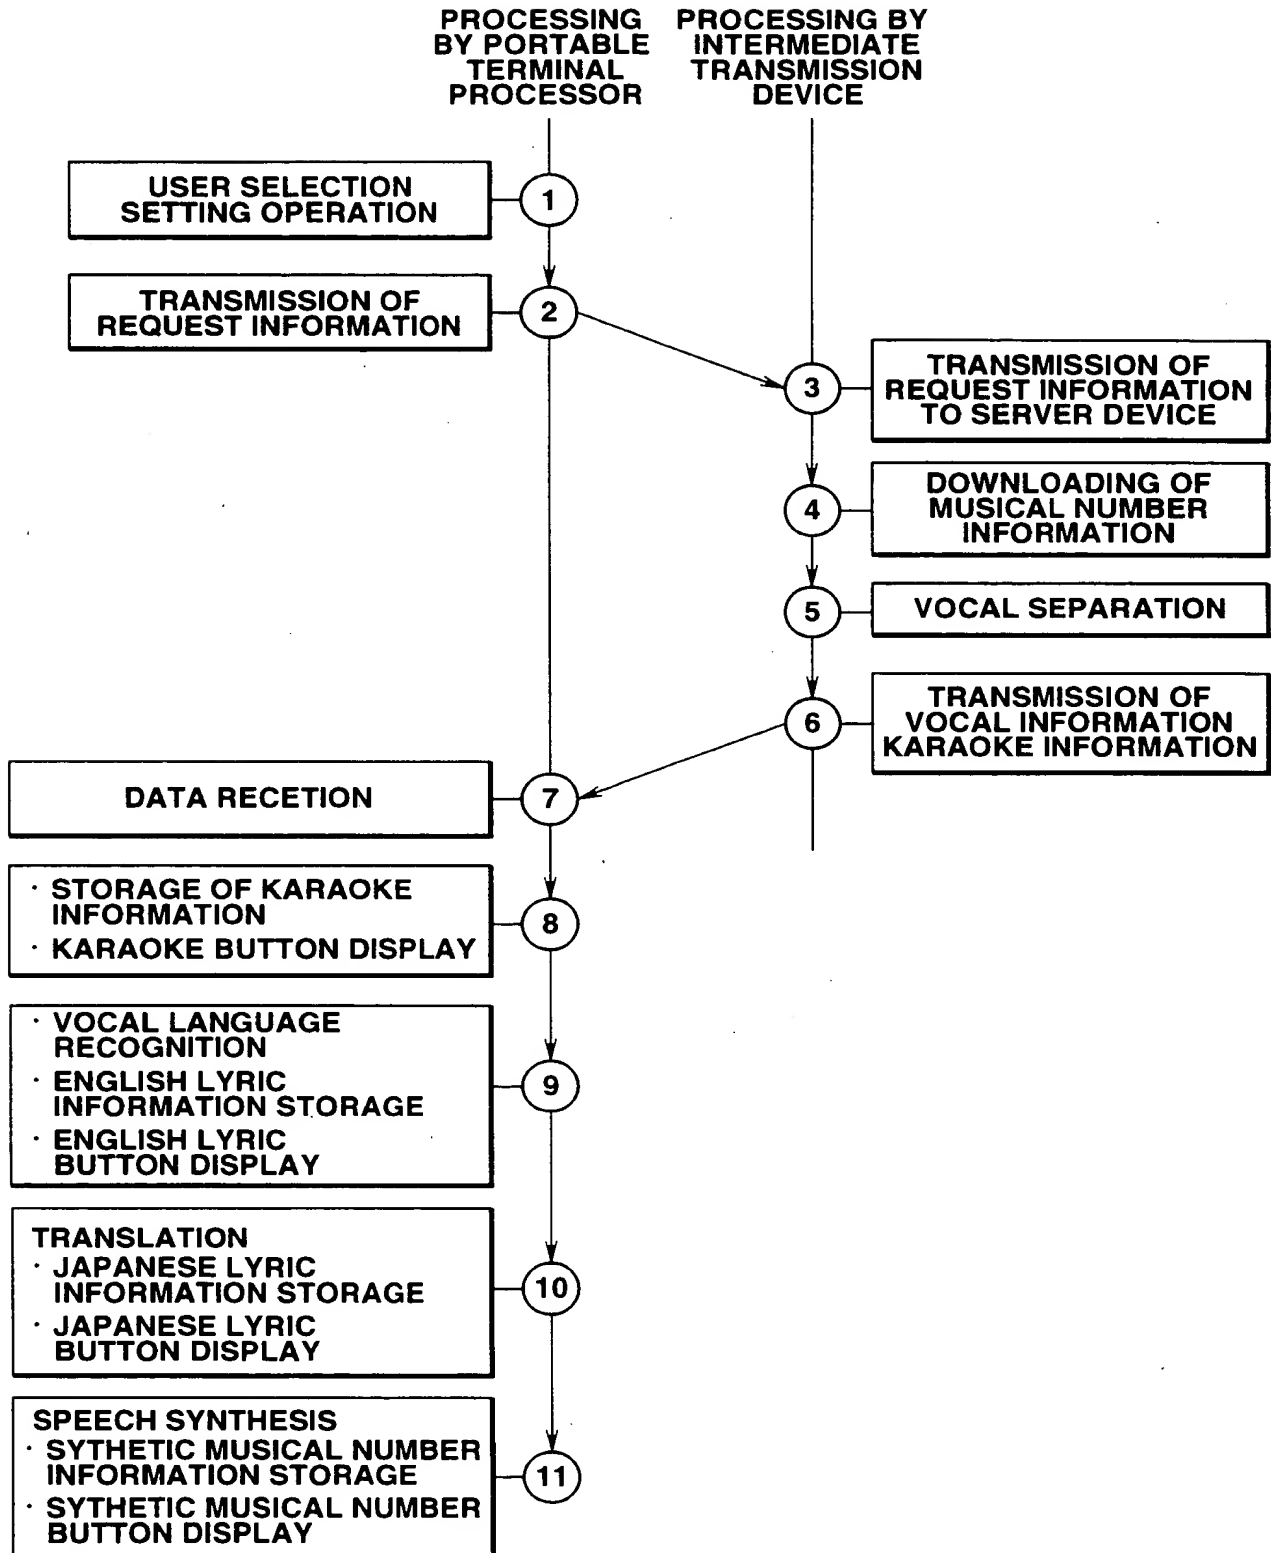 PROCESSING
BY PORTABLE
TERMINAL
PROCESSOR
PROCESSING BY
INTERMEDIATE
TRANSMISSION
DEVICE
USER SELECTION
SETTING OPERATION
1
TRANSMISSION OF
REQUEST INFORMATION
2
3
TRANSMISSION OF
REQUEST INFORMATION
TO SERVER DEVICE
4
DOWNLOADING OF
MUSICAL NUMBER
INFORMATION
5
VOCAL SEPARATION
6
TRANSMISSION OF
VOCAL INFORMATION
KARAOKE INFORMATION
DATA RECETION
7
· STORAGE OF KARAOKE
INFORMATION
· KARAOKE BUTTON DISPLAY
8
· VOCAL LANGUAGE
RECOGNITION
· ENGLISH LYRIC
INFORMATION STORAGE
· ENGLISH LYRIC
BUTTON DISPLAY
9
TRANSLATION
· JAPANESE LYRIC
INFORMATION STORAGE
· JAPANESE LYRIC
BUTTON DISPLAY
10
SPEECH SYNTHESIS
· SYTHETIC MUSICAL NUMBER
INFORMATION STORAGE
· SYTHETIC MUSICAL NUMBER
BUTTON DISPLAY
11